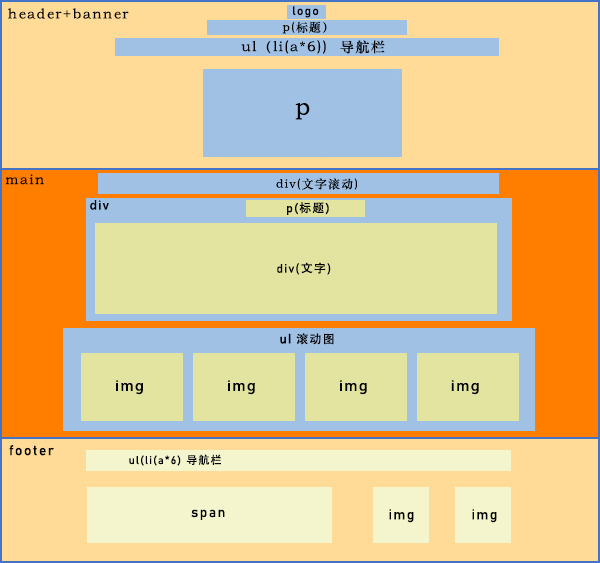 header+banner
logo
p(标题)
ul (li(a*6)) 导航栏
p
main
div(文字滚动)
div
p(标题)
div(文字)
ul 滚动图
img img img img
footer
ul(li(a*6) 导航栏
span img img